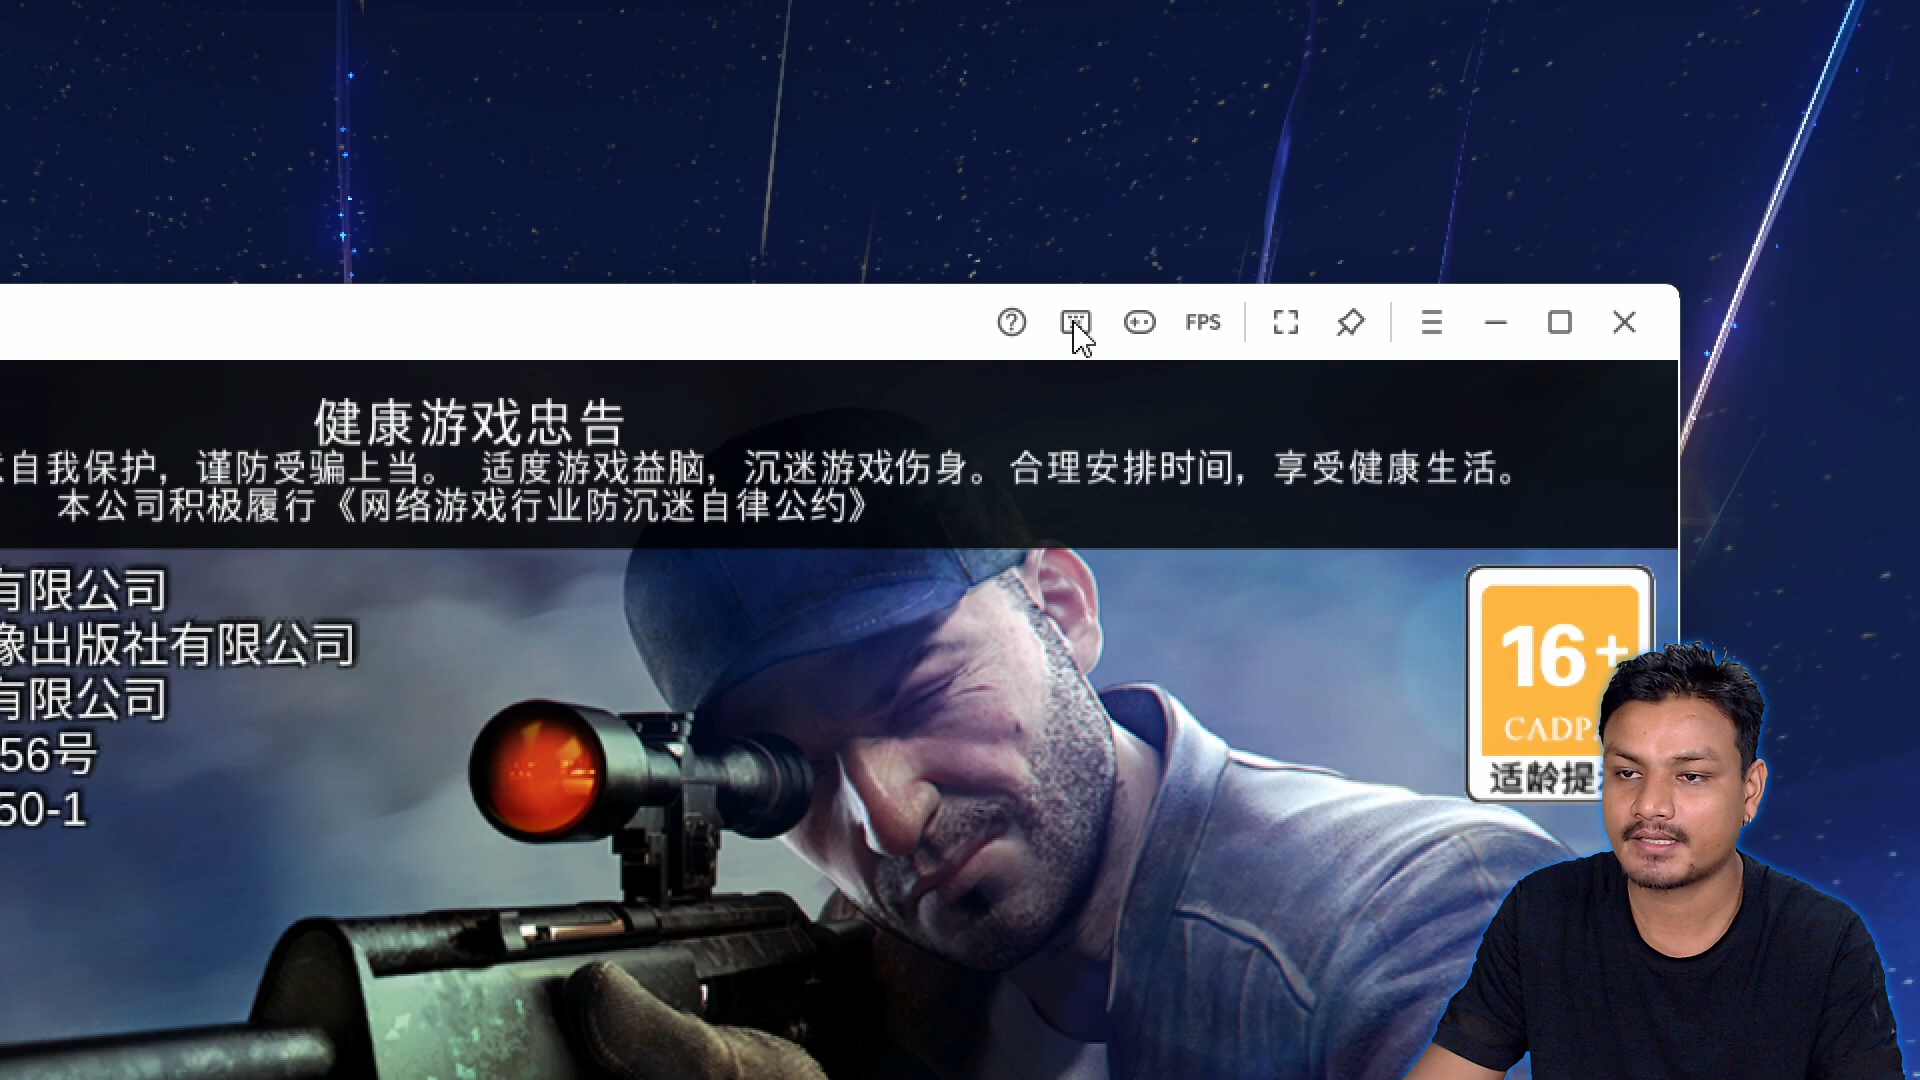 FPS
健康游戏忠告
自我保护，谨防受骗上当。 适度游戏益脑，沉迷游戏伤身。合理安排时间，享受健康生活。
本公司积极履行《网络游戏行业防沉迷自律公约》
有限公司
像出版社有限公司
有限公司
56号
50-1
16+
CADP
适龄提